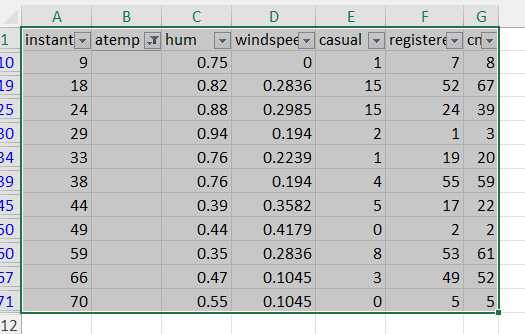 A B C D E F G
1 instant atemp hum windspee casual registere cn
10 9 0.75 0 1 7 8
19 18 0.82 0.2836 15 52 67
25 24 0.88 0.2985 15 24 39
30 29 0.94 0.194 2 1 3
34 33 0.76 0.2239 1 19 20
39 38 0.76 0.194 4 55 59
45 44 0.39 0.3582 5 17 22
50 49 0.44 0.4179 0 2 2
60 59 0.35 0.2836 8 53 61
67 66 0.47 0.1045 3 49 52
71 70 0.55 0.1045 0 5 5
12